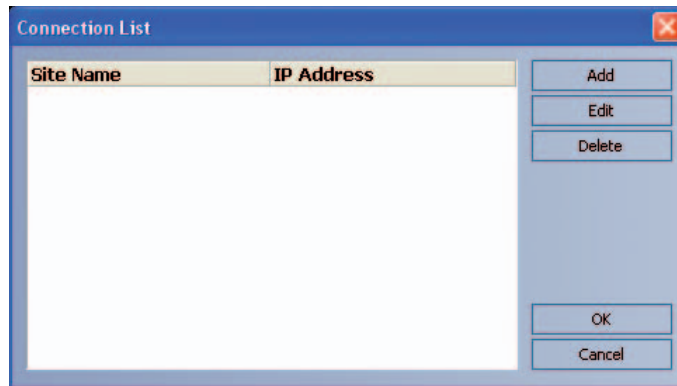 Connection List
Site Name IP Address
Add
Edit
Delete
OK
Cancel